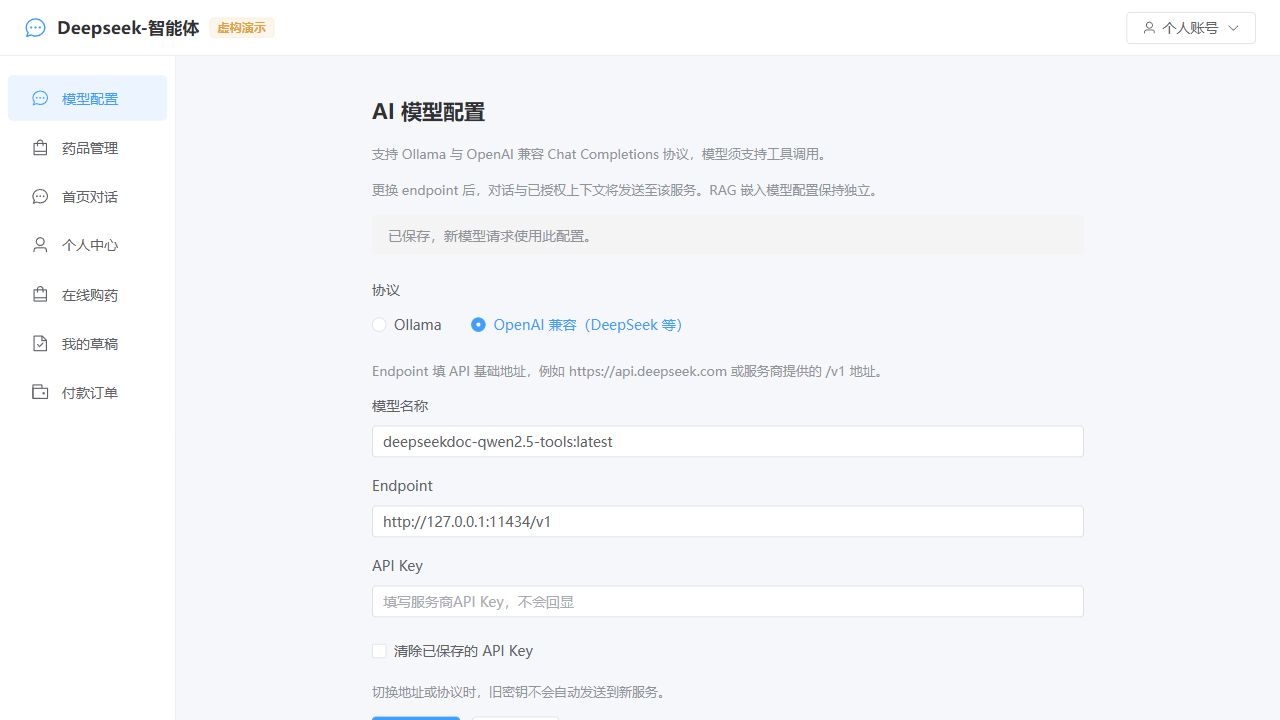 Deepseek-智能体
虚构演示
个人账号
模型配置
药品管理
首页对话
个人中心
在线购药
我的草稿
付款订单
AI 模型配置
支持 Ollama 与 OpenAI 兼容 Chat Completions 协议，模型须支持工具调用。
更换 endpoint 后，对话与已授权上下文将发送至该服务。RAG 嵌入模型配置保持独立。
已保存，新模型请求使用此配置。
协议
Ollama
OpenAI 兼容（DeepSeek 等）
Endpoint 填 API 基础地址，例如 https://api.deepseek.com 或服务商提供的 /v1 地址。
模型名称
deepseekdoc-qwen2.5-tools:latest
Endpoint
http://127.0.0.1:11434/v1
API Key
填写服务商API Key，不会回显
清除已保存的 API Key
切换地址或协议时，旧密钥不会自动发送到新服务。